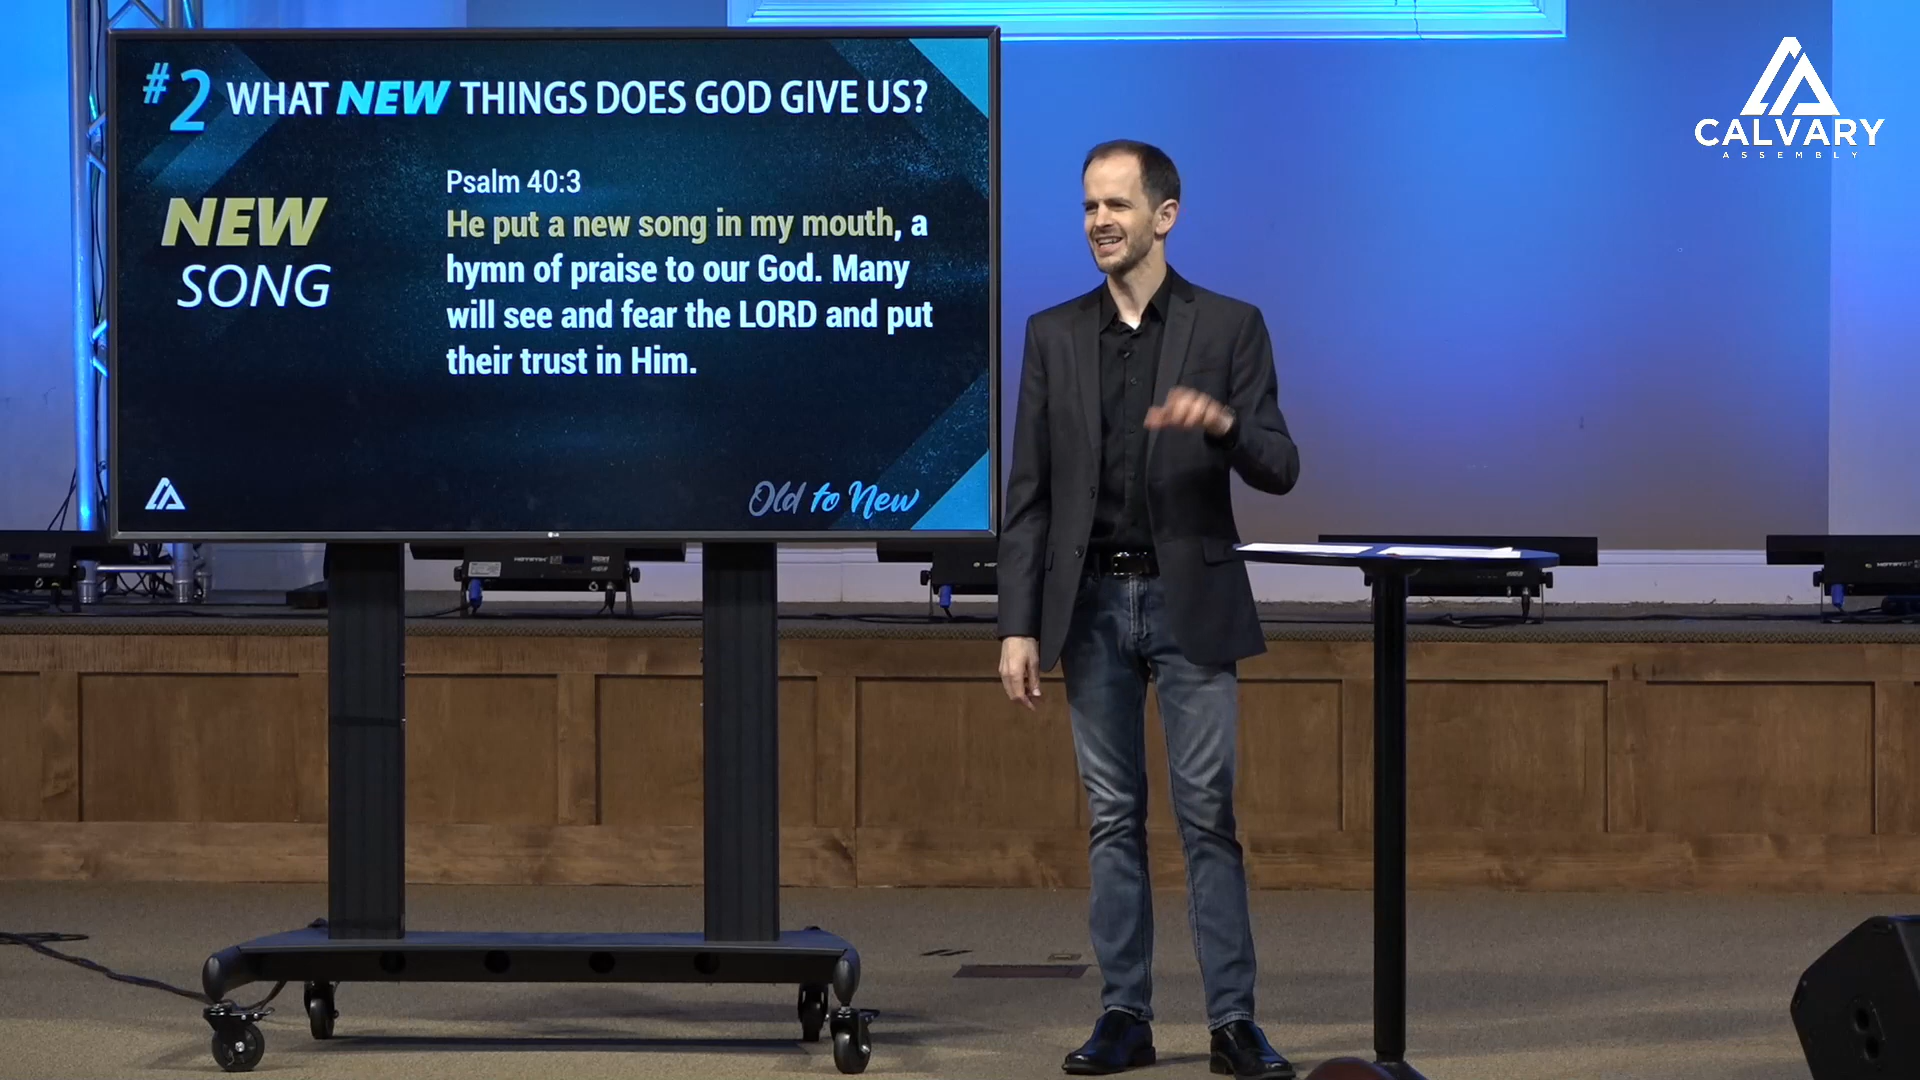 #2 WHAT NEW THINGS DOES GOD GIVE US?
NEW
SONG
Psalm 40:3
He put a new song in my mouth, a
hymn of praise to our God. Many
will see and fear the LORD and put
their trust in Him.
Old to New
CALVARY
ASSEMBLY